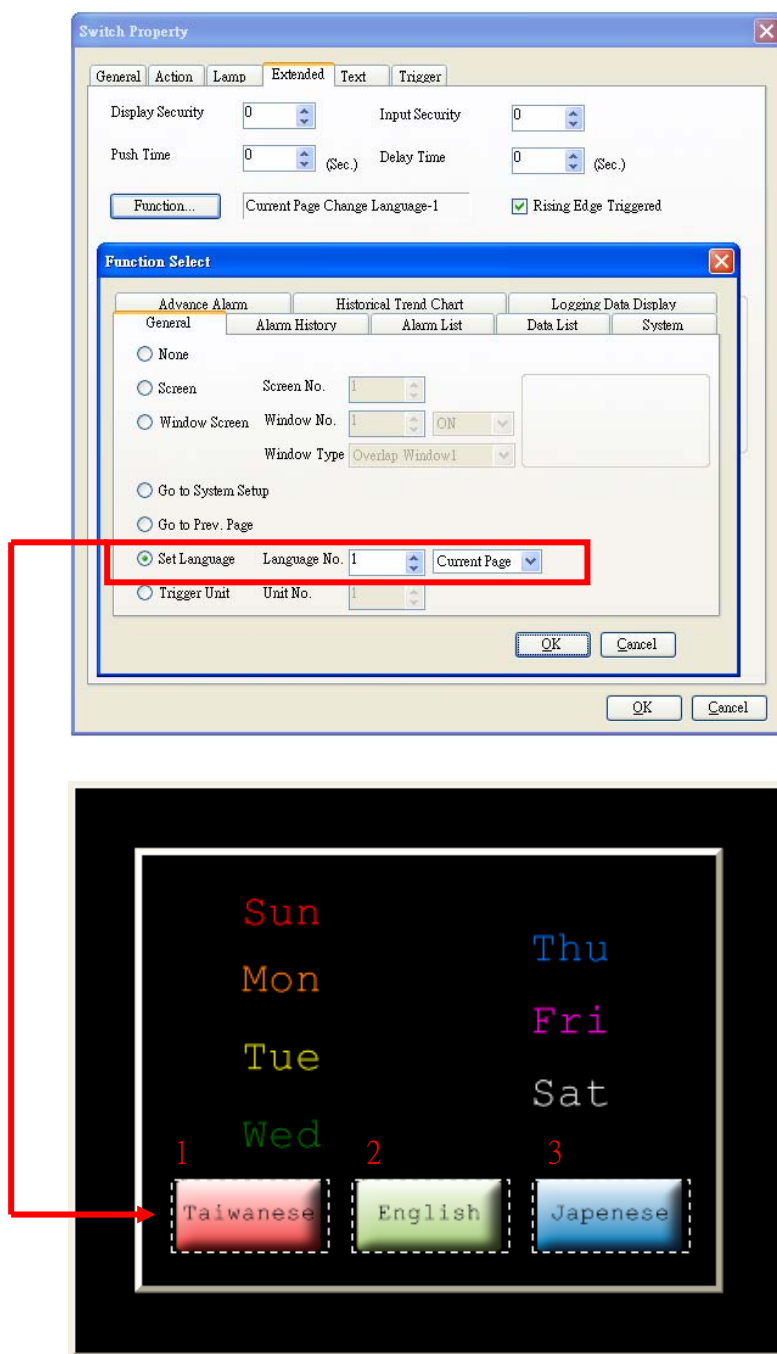 Switch Property
General Action Lamp Extended Text Trigger
Display Security 0 Input Security 0
Push Time 0 (Sec.) Delay Time 0 (Sec.)
Function... Current Page Change Language-1 Rising Edge Triggered
Function Select
Advance Alarm Historical Trend Chart Logging Data Display
General Alarm History Alarm List Data List System
None
Screen Screen No. 1
Window Screen Window No. 1 ON
Window Type Overlap Window1
Go to System Setup
Go to Prev. Page
Set Language Language No. 1 Current Page
Trigger Unit Unit No. 1
OK Cancel
OK Cancel
Sun
Thu
Mon
Fri
Tue
Sat
Wed
1 2 3
Taiwanese English Japenese